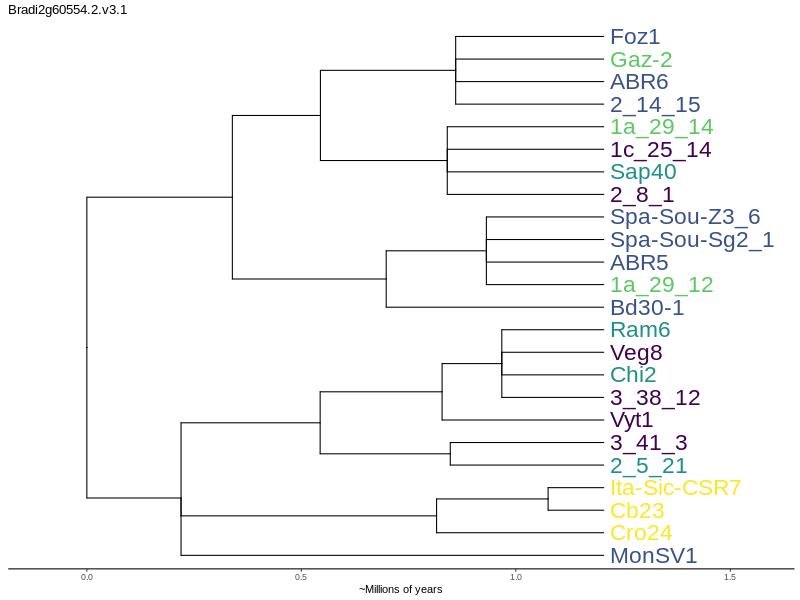 Bradi2g60554.2.v3.1
Foz1
Gaz-2
ABR6
2_14_15
1a_29_14
1c_25_14
Sap40
2_8_1
Spa-Sou-Z3_6
Spa-Sou-Sg2_1
ABR5
1a_29_12
Bd30-1
Ram6
Veg8
Chi2
3_38_12
Vyt1
3_41_3
2_5_21
Ita-Sic-CSR7
Cb23
Cro24
MonSV1
0.0 0.5 1.0 1.5
~Millions of years